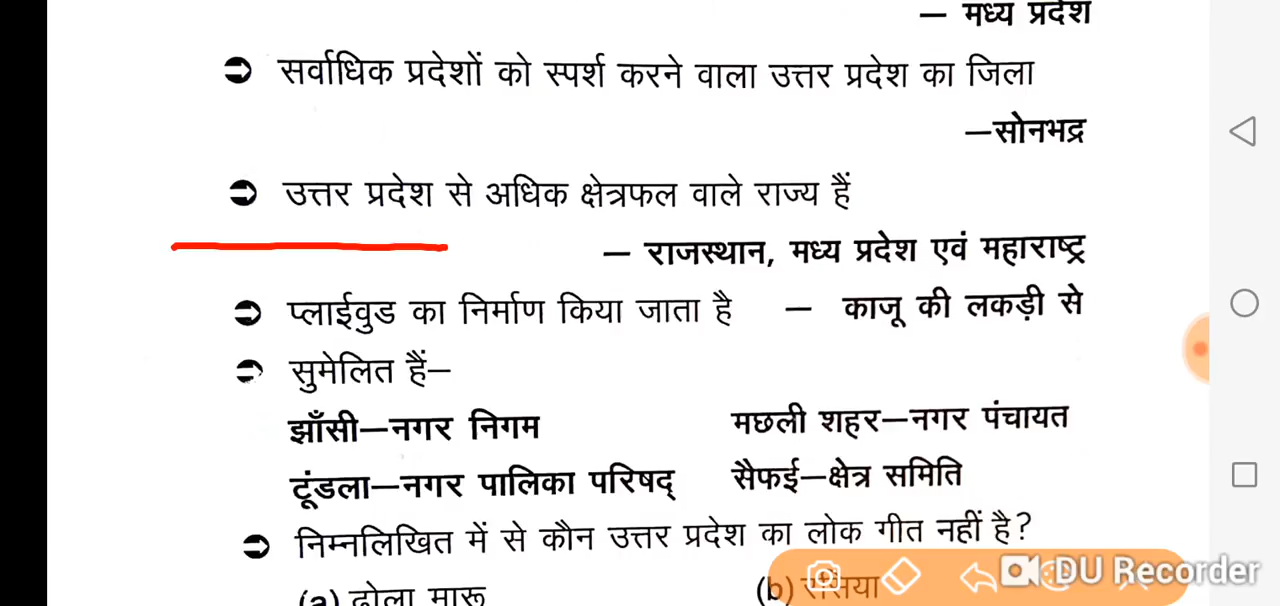 — मध्य प्रदेश
➲ सर्वाधिक प्रदेशों को स्पर्श करने वाला उत्तर प्रदेश का जिला
—सोनभद्र
➲ उत्तर प्रदेश से अधिक क्षेत्रफल वाले राज्य हैं
— राजस्थान, मध्य प्रदेश एवं महाराष्ट्र
➲ प्लाईवुड का निर्माण किया जाता है — काजू की लकड़ी से
➲ सुमेलित हैं—
झाँसी—नगर निगम मछली शहर—नगर पंचायत
टूंडला—नगर पालिका परिषद् सैफई—क्षेत्र समिति
➲ निम्नलिखित में से कौन उत्तर प्रदेश का लोक गीत नहीं है?
(a) ढोला मारू (b) रसिया
DU Recorder